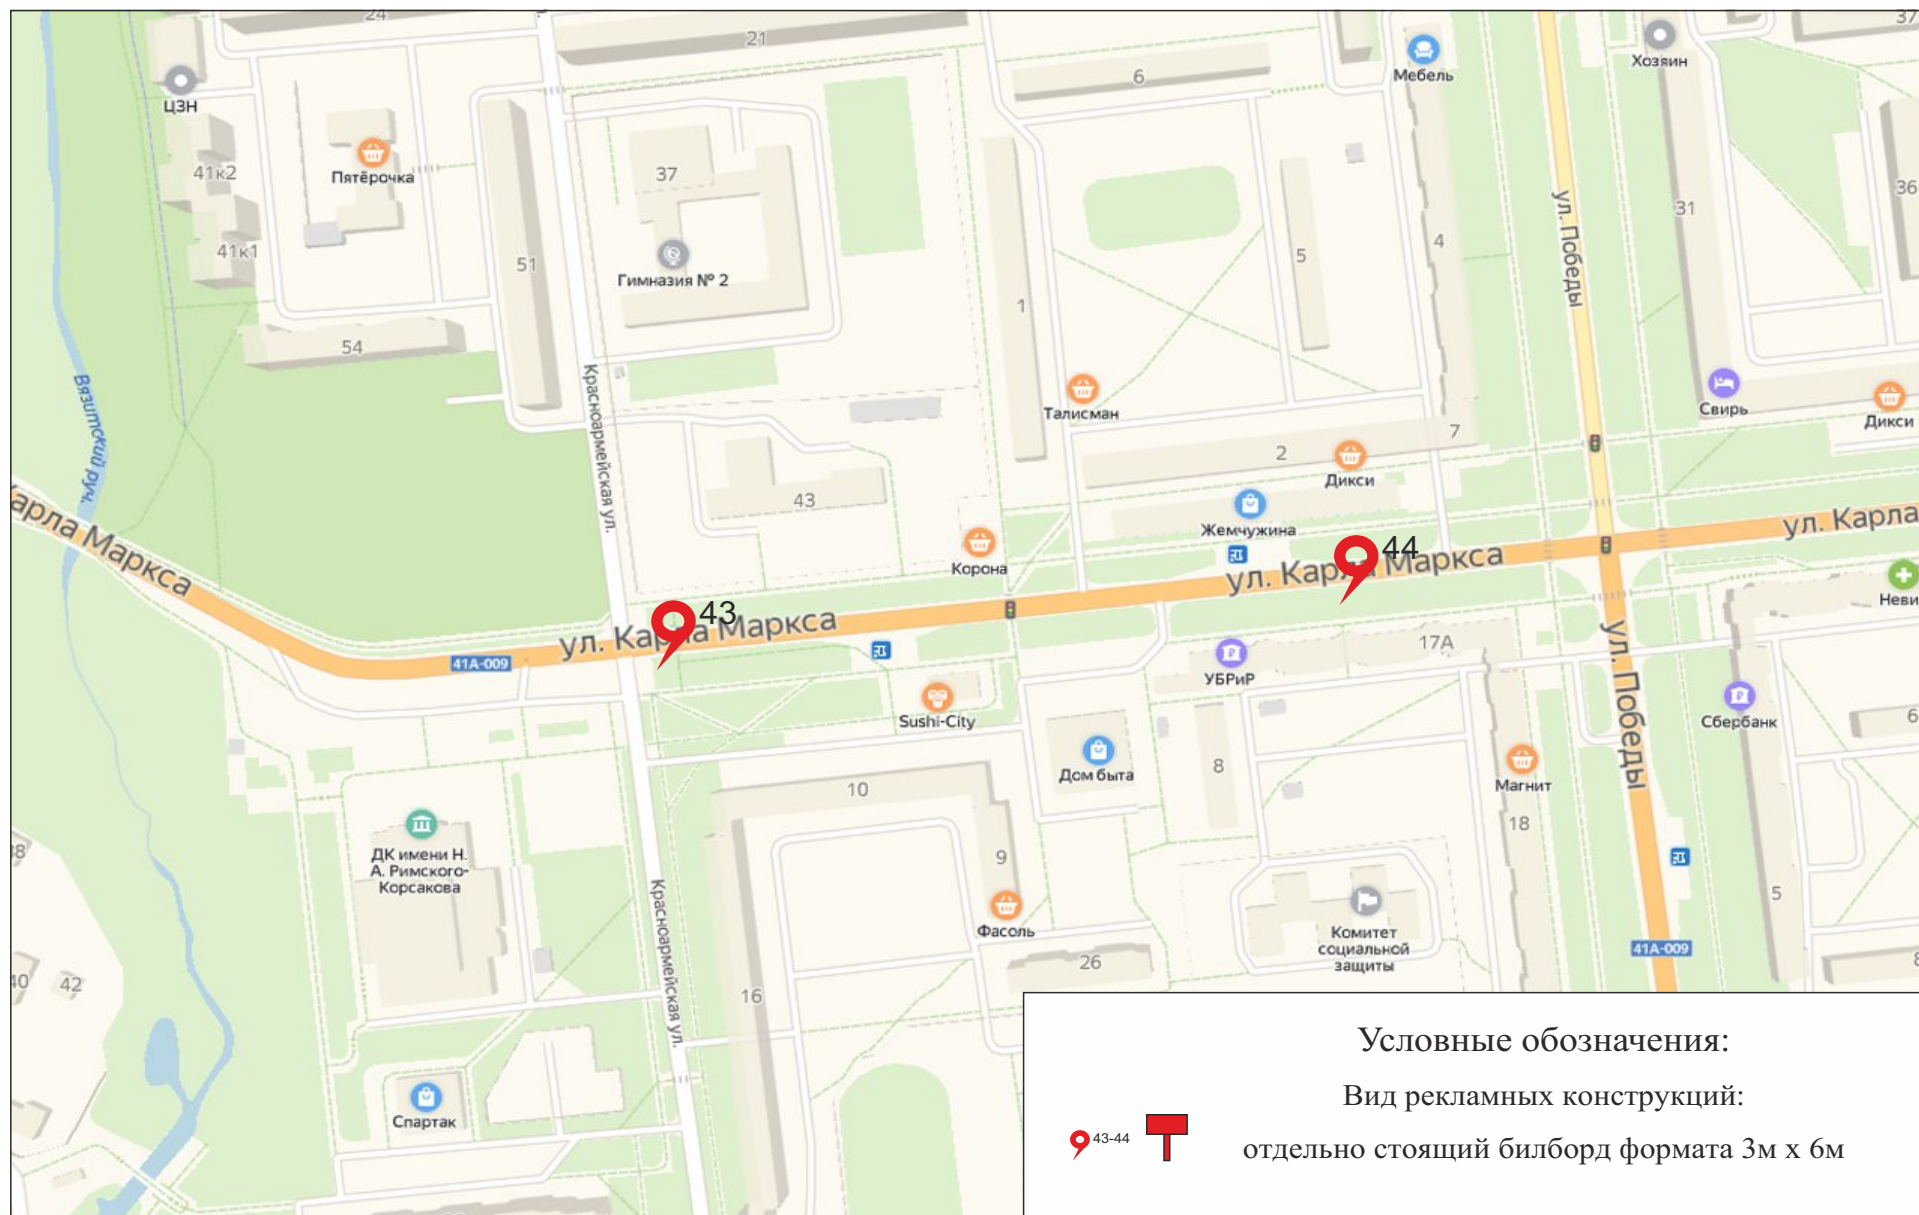 24
21
37
6
Мебель
Хозяин
ЦЗН
Пятёрочка
41к2
37
36
31
ул. Победы
4
5
41к1
51
Гимназия № 2
1
54
Вязитский руч.
Красноармейская ул.
Талисман
Свирь
Дикси
7
2
Дикси
43
Жемчужина
Корона
ул. Карла
Карла Маркса
44
ул. Карла Маркса
43
ул. Карла Маркса
41А-009
Неви
17А
УБРиР
ул. Победы
Sushi-City
Сбербанк
6
Дом быта
8
Магнит
10
18
38
ДК имени Н.
А. Римского-
Корсакова
9
Красноармейская ул.
5
Фасоль
Комитет
социальной
защиты
41А-009
26
40
42
16
8
Спартак
Условные обозначения:
Вид рекламных конструкций:
43-44
отдельно стоящий билборд формата 3м х 6м